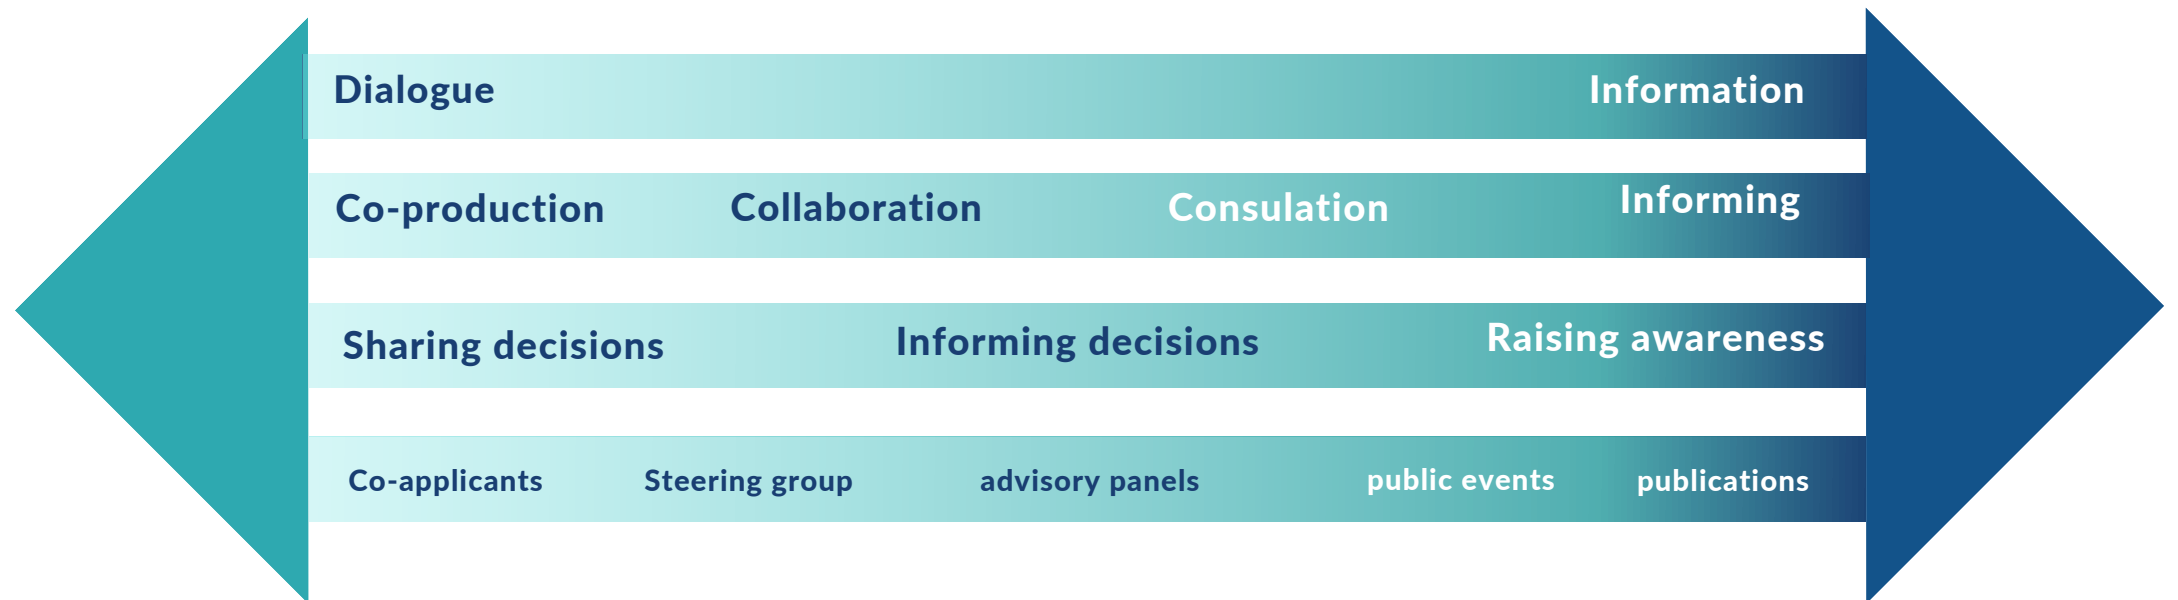 Dialogue Information
Co-production Collaboration Consulation Informing
Sharing decisions Informing decisions Raising awareness
Co-applicants Steering group advisory panels public events publications